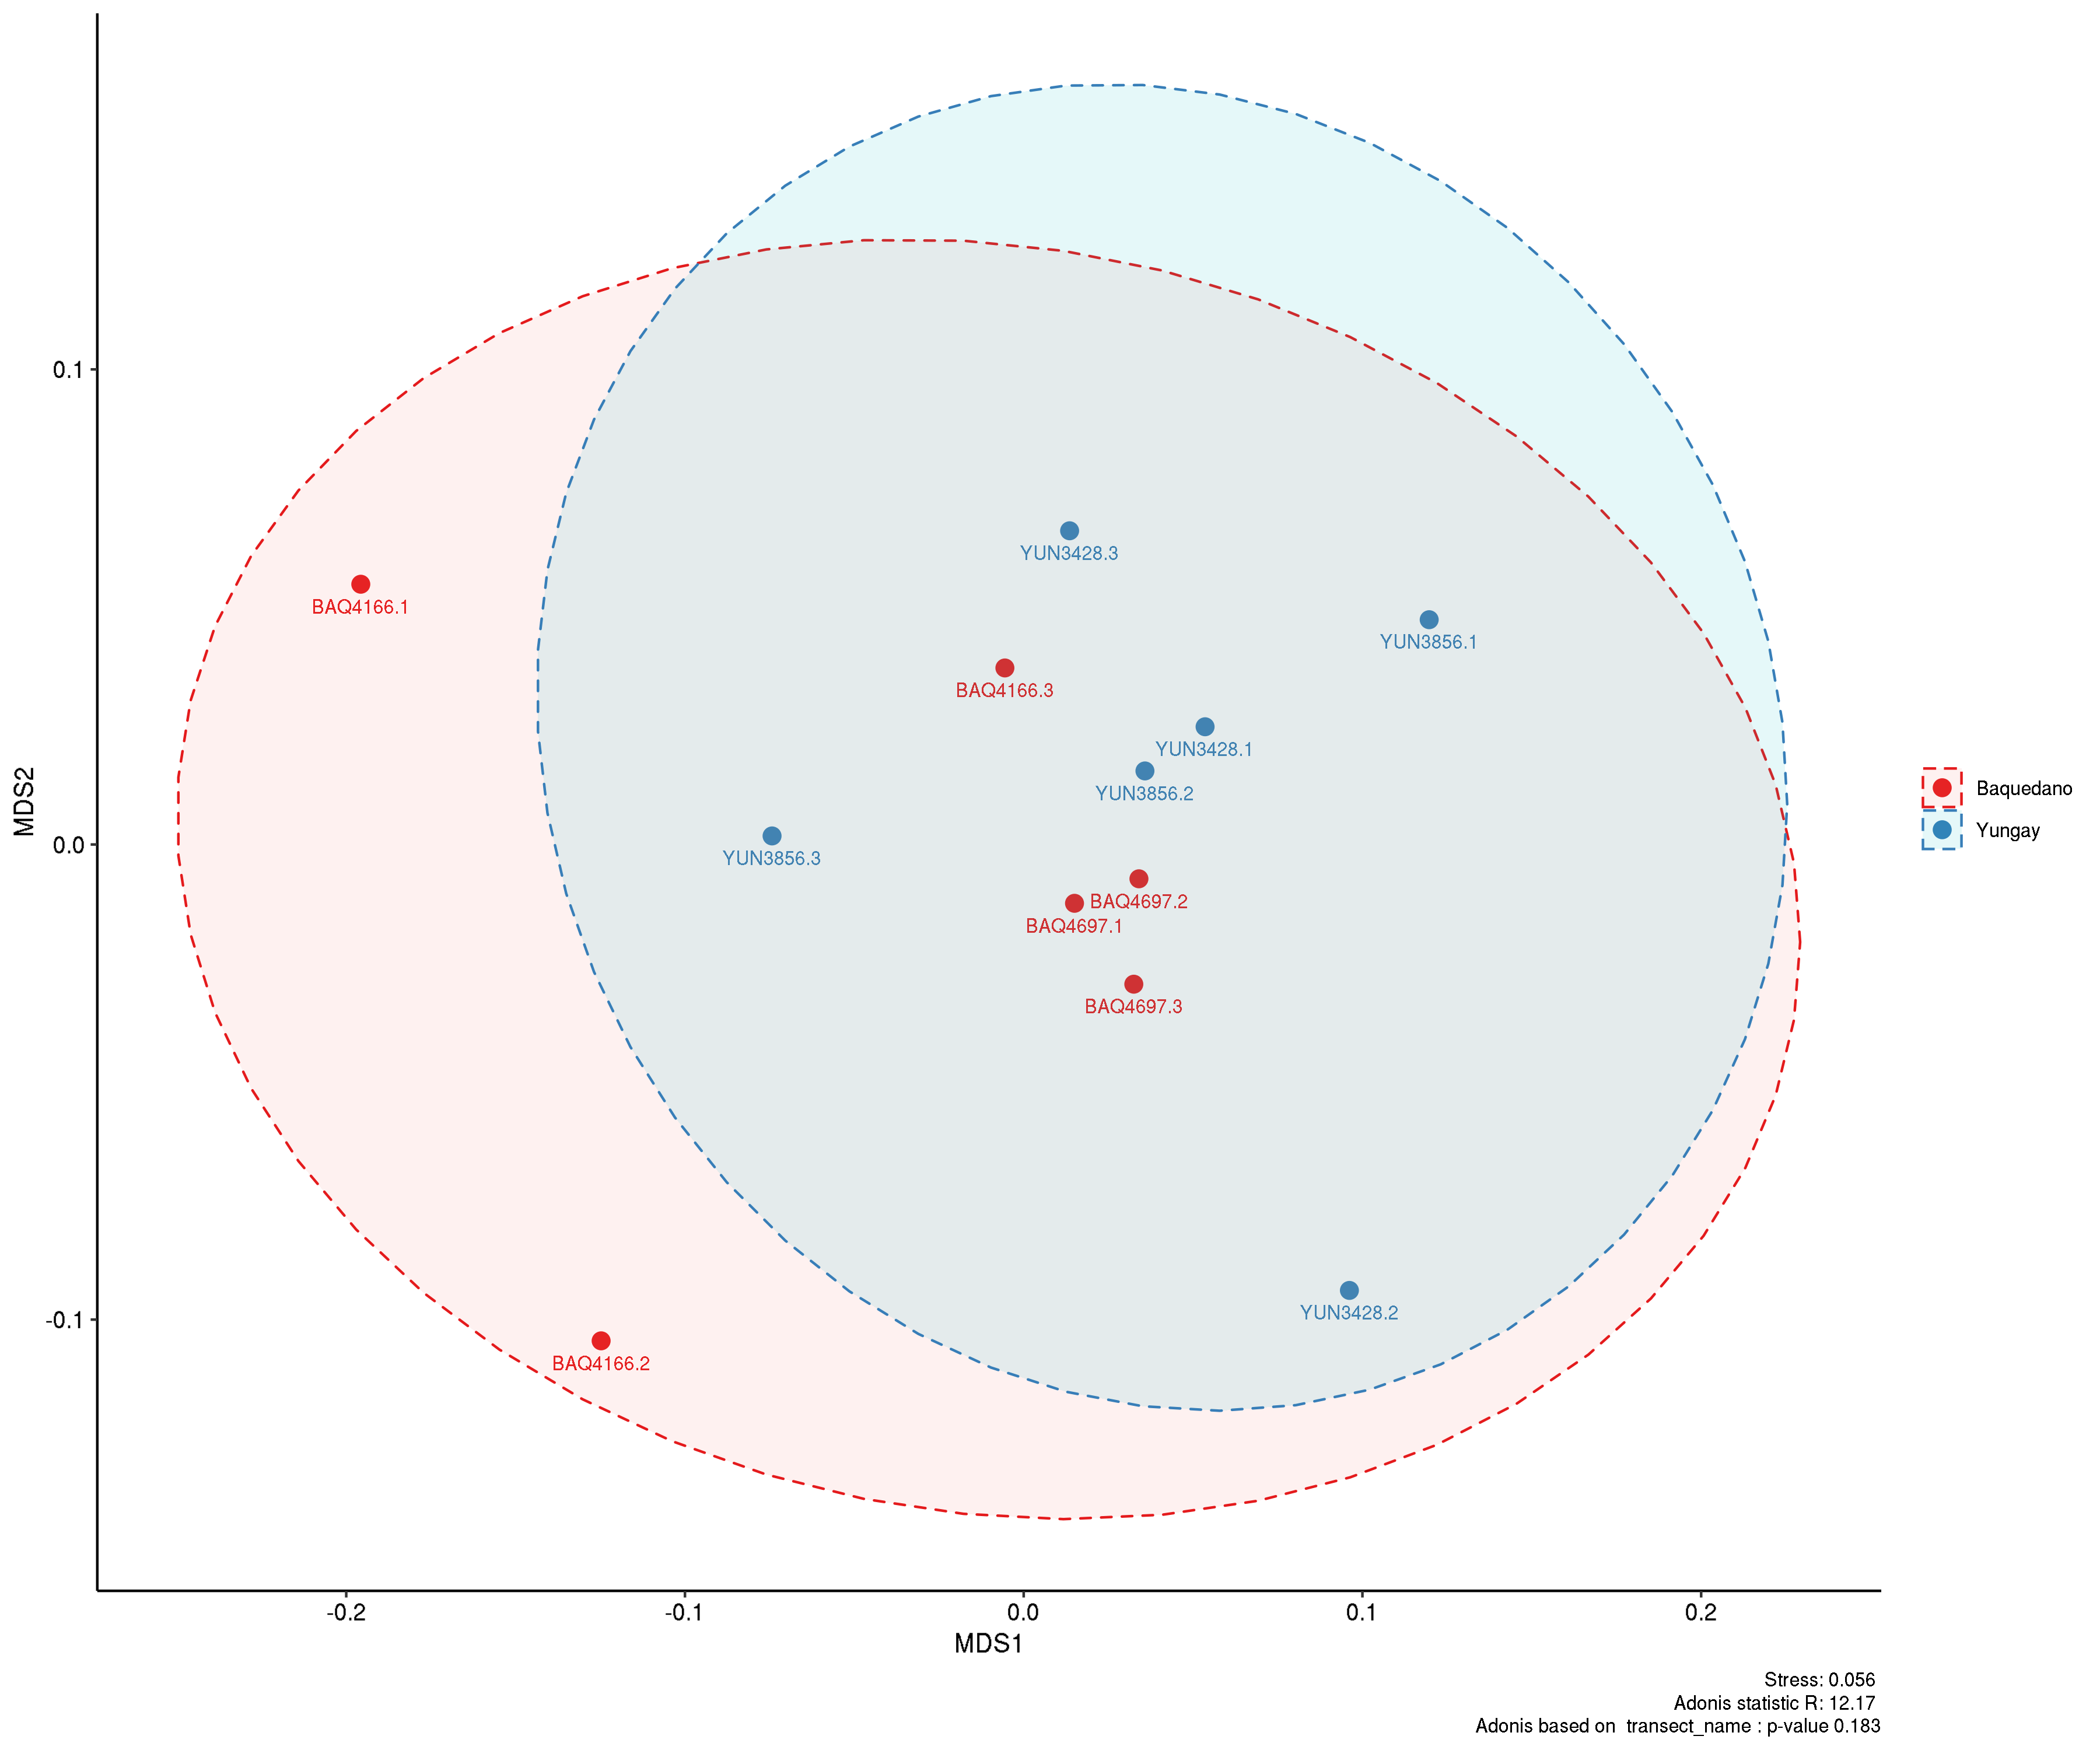 MDS2
0.1
0.0
-0.1
YUN3428.3
BAQ4166.1
YUN3856.1
BAQ4166.3
YUN3428.1
YUN3856.2
YUN3856.3
BAQ4697.2
BAQ4697.1
BAQ4697.3
YUN3428.2
BAQ4166.2
Baquedano
Yungay
-0.2
-0.1
0.0
0.1
0.2
MDS1
Stress: 0.056
Adonis statistic R: 12.17
Adonis based on  transect_name : p-value 0.183